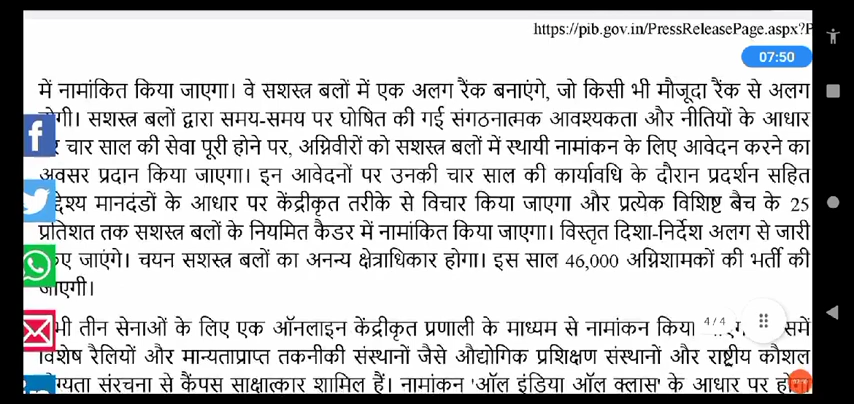 https://pib.gov.in/PressReleasePage.aspx?P
07:50
में नामांकित किया जाएगा। वे सशस्त्र बलों में एक अलग रैंक बनाएंगे, जो किसी भी मौजूदा रैंक से अलग
होगी। सशस्त्र बलों द्वारा समय-समय पर घोषित की गई संगठनात्मक आवश्यकता और नीतियों के आधार
चार साल की सेवा पूरी होने पर, अग्निवीरों को सशस्त्र बलों में स्थायी नामांकन के लिए आवेदन करने का
अवसर प्रदान किया जाएगा। इन आवेदनों पर उनकी चार साल की कार्यावधि के दौरान प्रदर्शन सहित
मानदंडों के आधार पर केंद्रीकृत तरीके से विचार किया जाएगा और प्रत्येक विशिष्ट बैच के 25
प्रतिशत तक सशस्त्र बलों के नियमित कैडर में नामांकित किया जाएगा। विस्तृत दिशा-निर्देश अलग से जारी
जाएंगे। चयन सशस्त्र बलों का अनन्य क्षेत्राधिकार होगा। इस साल 46,000 अग्निशामकों की भर्ती की
जाएगी।
तीन सेनाओं के लिए एक ऑनलाइन केंद्रीकृत प्रणाली के माध्यम से नामांकन किया
4/4
विशेष रैलियों और मान्यताप्राप्त तकनीकी संस्थानों जैसे औद्योगिक प्रशिक्षण संस्थानों और राष्ट्रीय कौशल
योग्यता संरचना से कैंपस साक्षात्कार शामिल हैं। नामांकन 'ऑल इंडिया ऑल क्लास' के आधार पर होगा